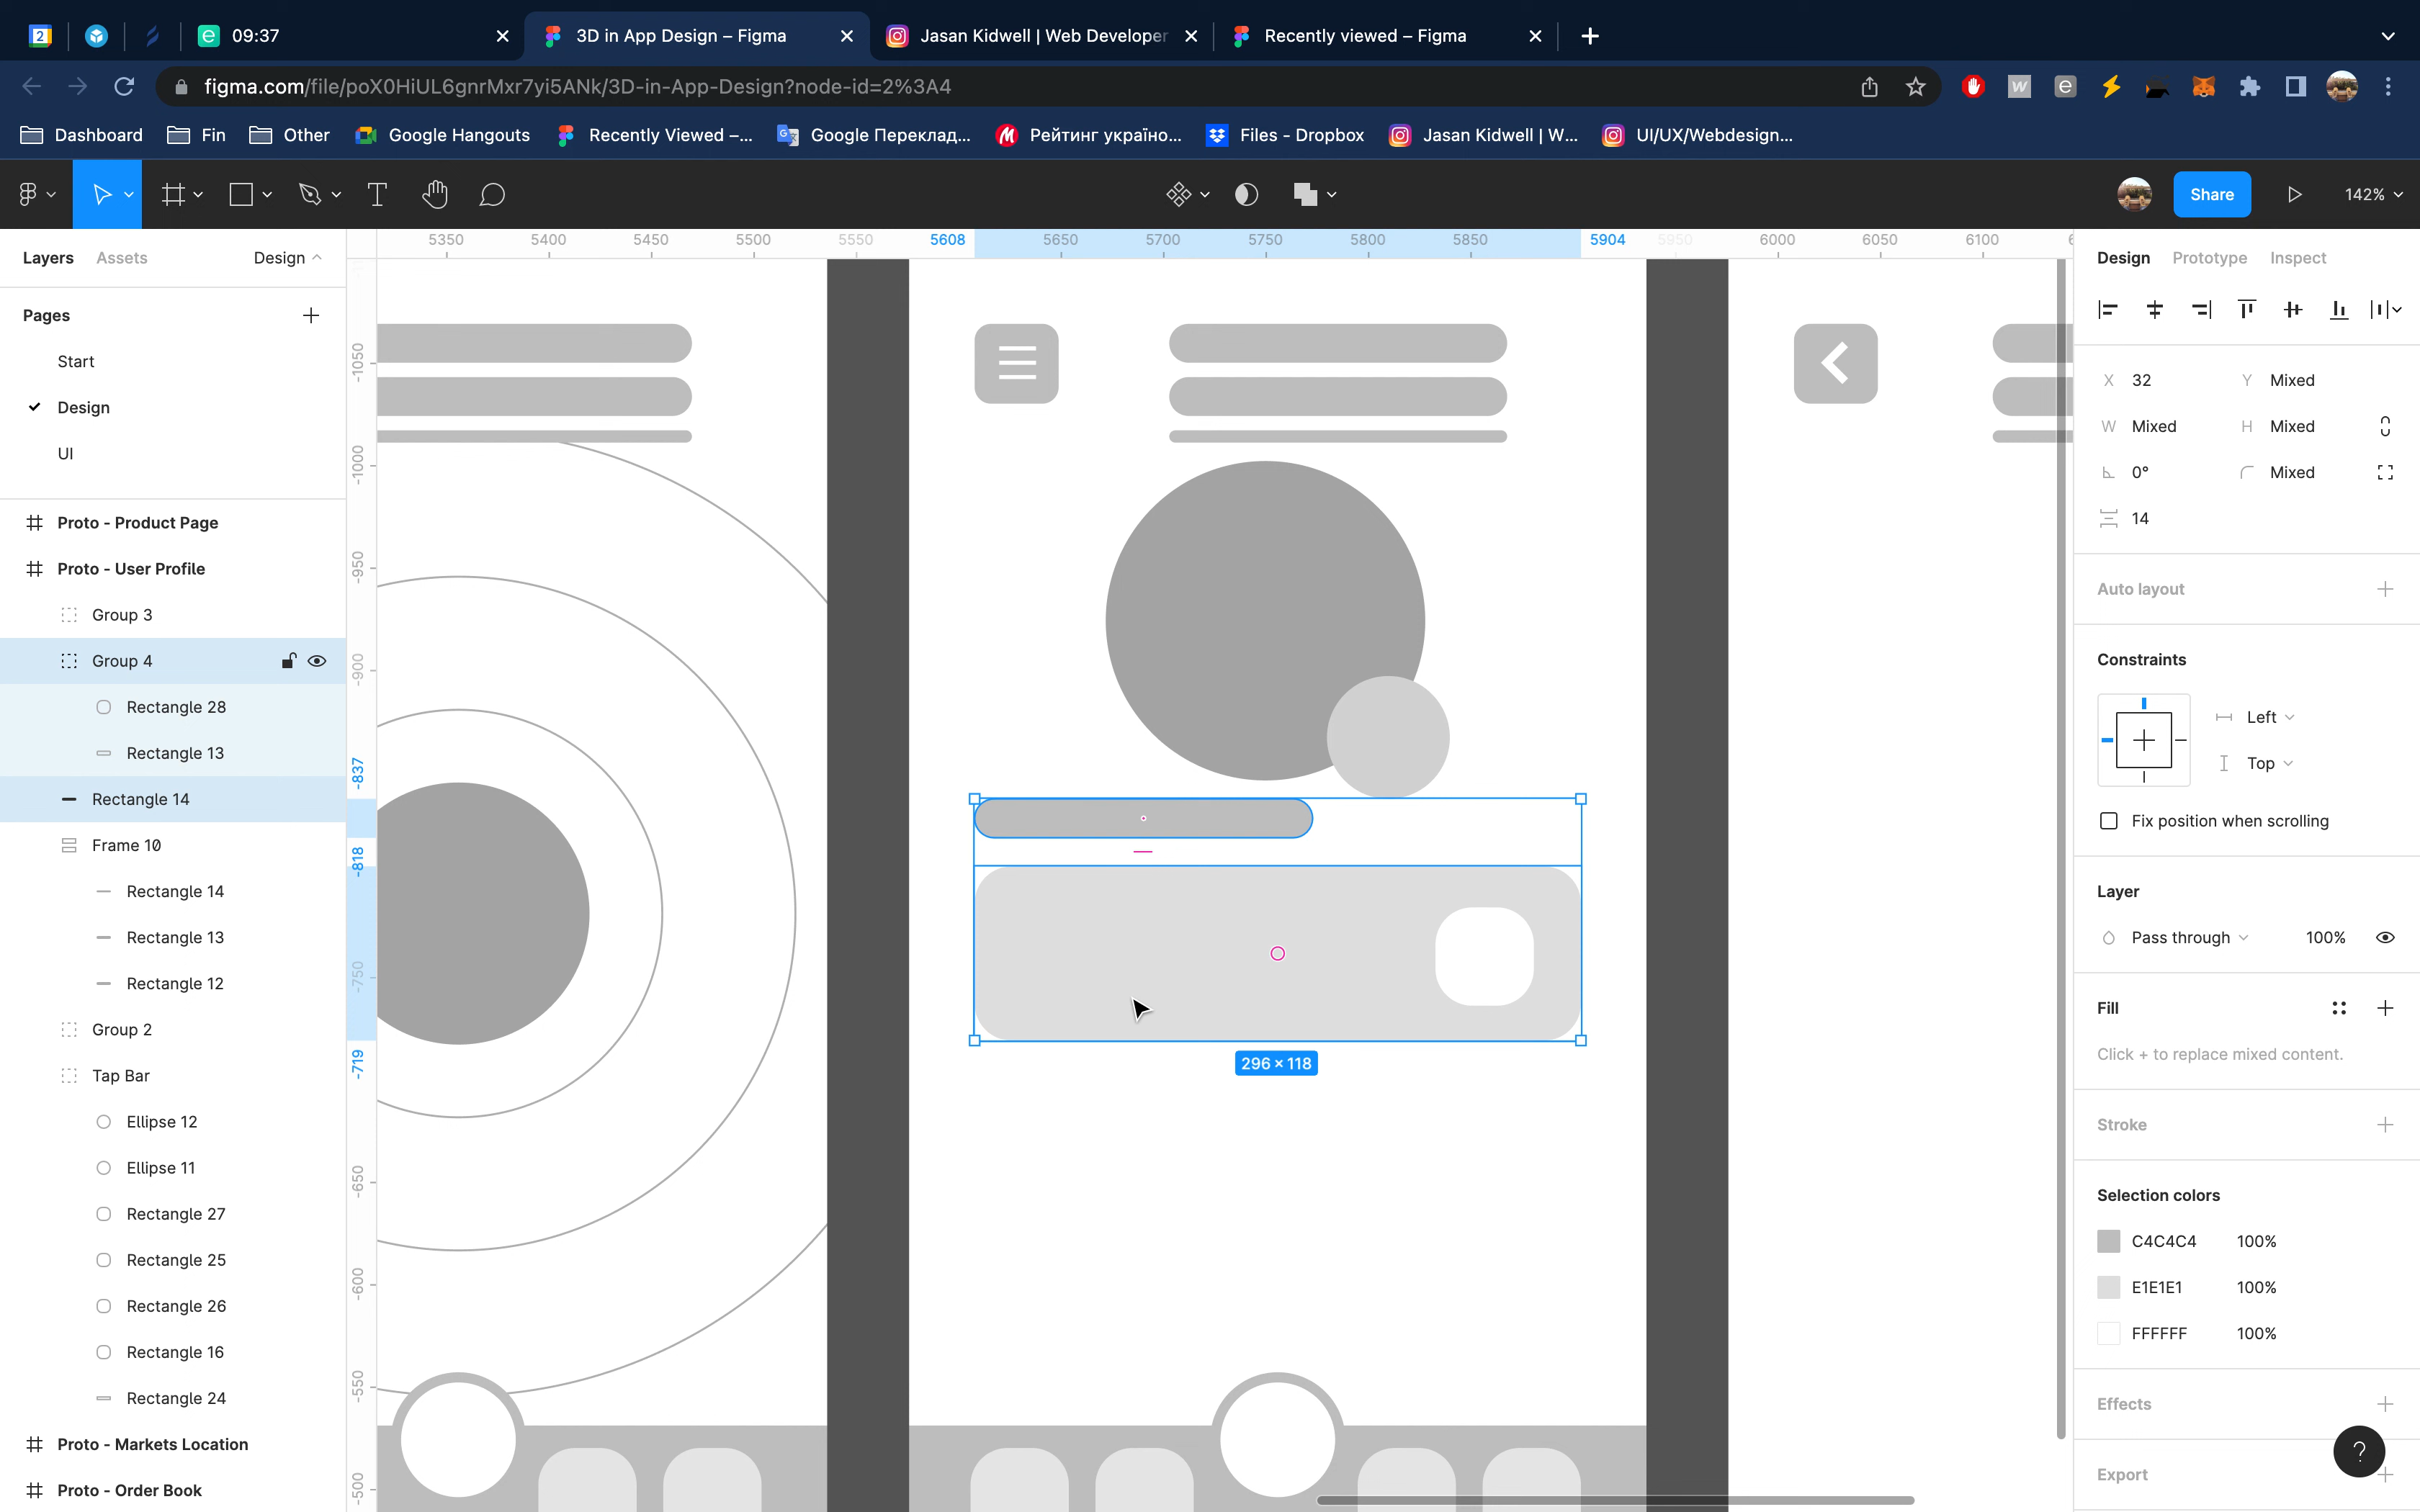 2 09:37 3D in App Design – Figma Jasan Kidwell | Web Developer Recently viewed – Figma
figma.com/file/poX0HiUL6gnrMxr7yi5ANk/3D-in-App-Design?node-id=2%3A4
Dashboard Fin Other Google Hangouts Recently Viewed –... Google Переклад... Рейтинг україно... Files - Dropbox Jasan Kidwell | W... UI/UX/Webdesign...
Share 142%
Layers Assets Design
5350 5400 5450 5500 5550 5608 5650 5700 5750 5800 5850 5904 5950 6000 6050 6100
Design Prototype Inspect
Pages
Start
Design
UI
Proto - Product Page
Proto - User Profile
Group 3
Group 4
Rectangle 28
Rectangle 13
Rectangle 14
Frame 10
Rectangle 14
Rectangle 13
Rectangle 12
Group 2
Tap Bar
Ellipse 12
Ellipse 11
Rectangle 27
Rectangle 25
Rectangle 26
Rectangle 16
Rectangle 24
Proto - Markets Location
Proto - Order Book
-1050
-1000
-950
-900
-837
-818
-750
-719
-650
-600
-550
-500
296 × 118
X 32 Y Mixed
W Mixed H Mixed
0° Mixed
14
Auto layout
Constraints
Left
Top
Fix position when scrolling
Layer
Pass through 100%
Fill
Click + to replace mixed content.
Stroke
Selection colors
C4C4C4 100%
E1E1E1 100%
FFFFFF 100%
Effects
?
Export